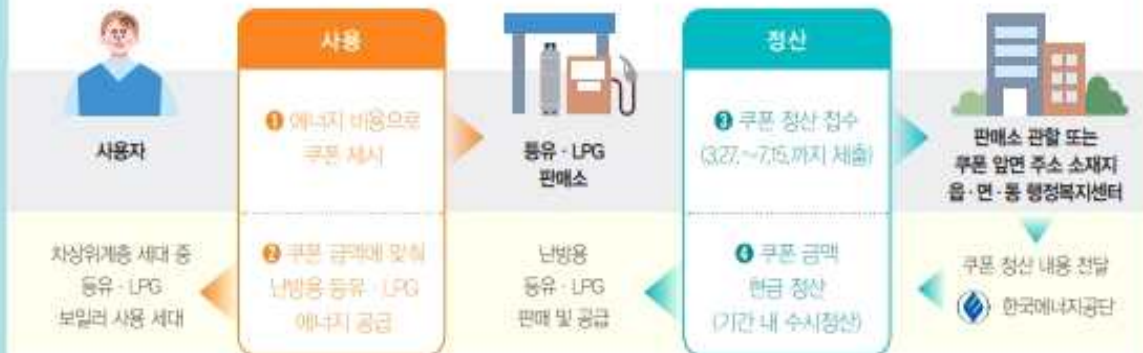 사용
정산
사용자
❶ 에너지 비용으로
쿠폰 제시
등유·LPG
판매소
❸ 쿠폰 정산 접수
(3.27.~7.15.까지 제출)
판매소 관할 또는
쿠폰 앞면 주소 소재지
읍·면·동 행정복지센터
차상위계층 세대 중
등유·LPG
보일러 사용 세대
❷ 쿠폰 금액에 맞춰
난방용 등유·LPG
에너지 공급
난방용
등유·LPG
판매 및 공급
❹ 쿠폰 금액
현금 정산
(기간 내 수시정산)
쿠폰 정산 내용 전달
한국에너지공단